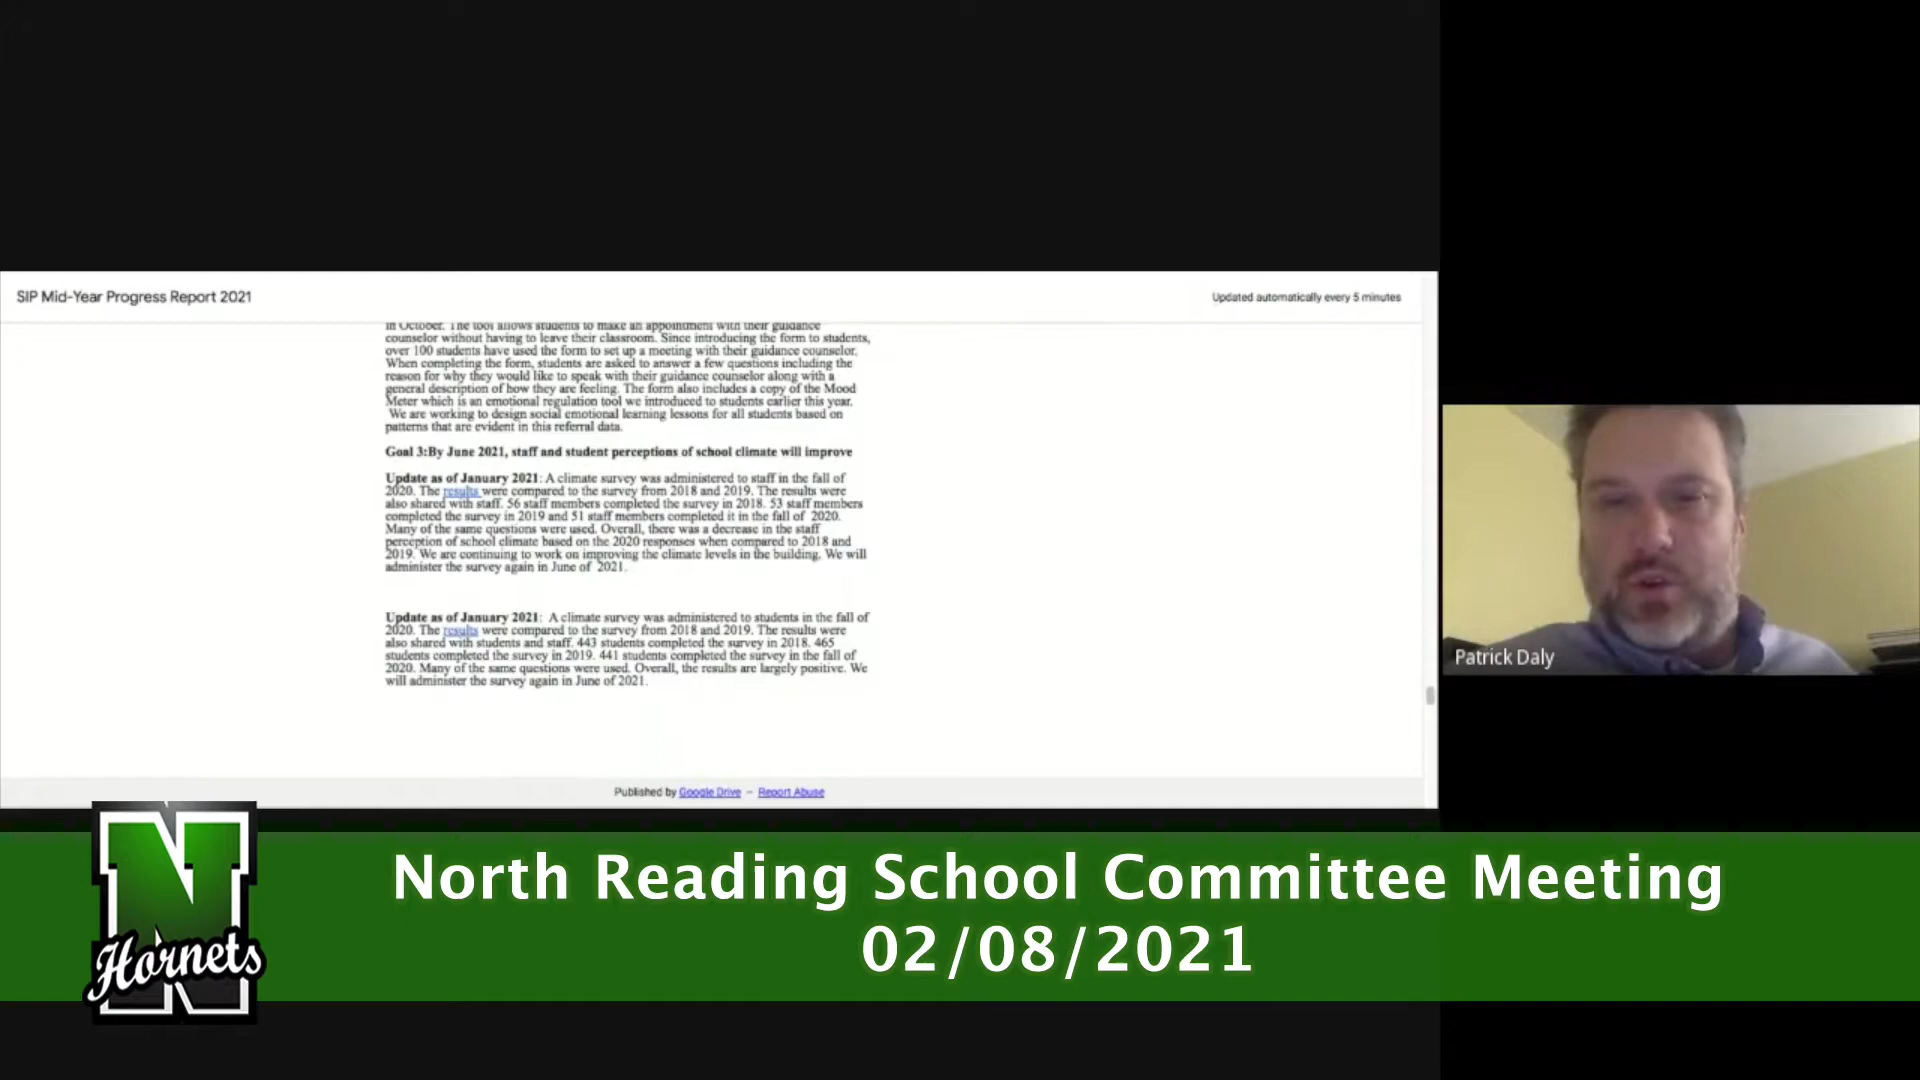 SIP Mid-Year Progress Report 2021
Updated automatically every 5 minutes
in October. The tool allows students to make an appointment with their guidance
counselor without having to leave their classroom. Since introducing the form to students,
over 100 students have used the form to set up a meeting with their guidance counselor.
When completing the form, students are asked to answer a few questions including the
reason for why they would like to speak with their guidance counselor along with a
general description of how they are feeling. The form also includes a copy of the Mood
Meter which is an emotional regulation tool we introduced to students earlier this year.
We are working to design social emotional learning lessons for all students based on
patterns that are evident in this referral data.
Goal 3:By June 2021, staff and student perceptions of school climate will improve
Update as of January 2021: A climate survey was administered to staff in the fall of
2020. The results were compared to the survey from 2018 and 2019. The results were
also shared with staff. 56 staff members completed the survey in 2018. 53 staff members
completed the survey in 2019 and 51 staff members completed it in the fall of 2020.
Many of the same questions were used. Overall, there was a decrease in the staff
perception of school climate based on the 2020 responses when compared to 2018 and
2019. We are continuing to work on improving the climate levels in the building. We will
administer the survey again in June of 2021.
Update as of January 2021: A climate survey was administered to students in the fall of
2020. The results were compared to the survey from 2018 and 2019. The results were
also shared with students and staff. 443 students completed the survey in 2018. 465
students completed the survey in 2019. 441 students completed the survey in the fall of
2020. Many of the same questions were used. Overall, the results are largely positive. We
will administer the survey again in June of 2021.
Published by Google Drive – Report Abuse
Patrick Daly
N
Hornets
North Reading School Committee Meeting
02/08/2021